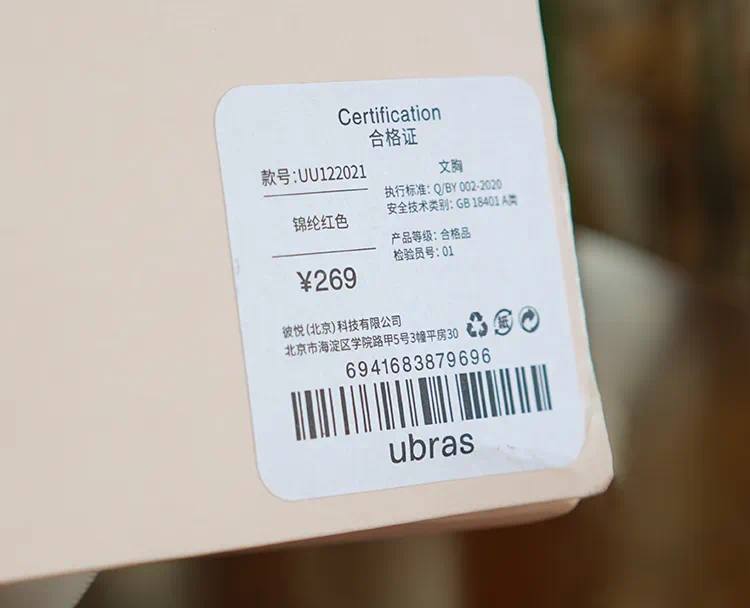 Certification
合格证
款号:UU122021
锦纶红色
¥269
文胸
执行标准: Q/BY 002-2020
安全技术类别: GB 18401 A类
产品等级: 合格品
检验员号: 01
彼悦(北京)科技有限公司
北京市海淀区学院路甲5号3幢平房30
纸
6941683879696
ubras